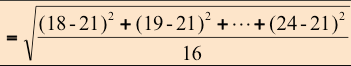 = √((18 - 21)² + (19 - 21)² + ··· + (24 - 21)² / 16)